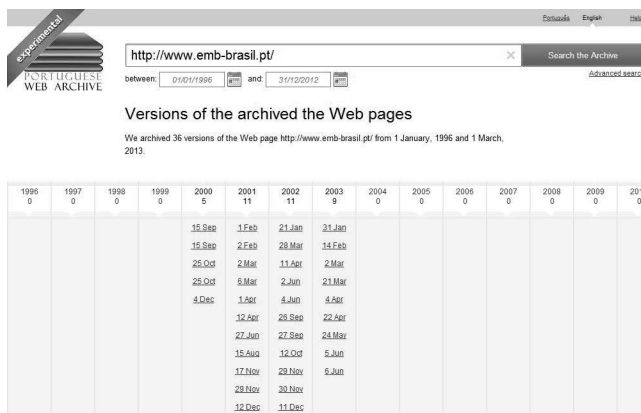 Português English Help
experimental
http://www.emb-brasil.pt/ × Search the Archive
PORTUGUESE
WEB ARCHIVE
between: 01/01/1996 and: 31/12/2012 Advanced searc
Versions of the archived the Web pages
We archived 36 versions of the Web page http://www.emb-brasil.pt/ from 1 January, 1996 and 1 March,
2013.
1996 1997 1998 1999 2000 2001 2002 2003 2004 2005 2006 2007 2008 2009 201
0 0 0 0 5 11 11 9 0 0 0 0 0 0 0
15 Sep 1 Feb 21 Jan 31 Jan
15 Sep 2 Feb 28 Mar 14 Feb
25 Oct 2 Mar 11 Apr 2 Mar
25 Oct 6 Mar 2 Jun 21 Mar
4 Dec 1 Apr 4 Jun 4 Apr
12 Apr 26 Sep 22 Apr
27 Jun 27 Sep 24 May
15 Aug 12 Oct 5 Jun
17 Nov 29 Nov 6 Jun
29 Nov 30 Nov
12 Dec 11 Dec